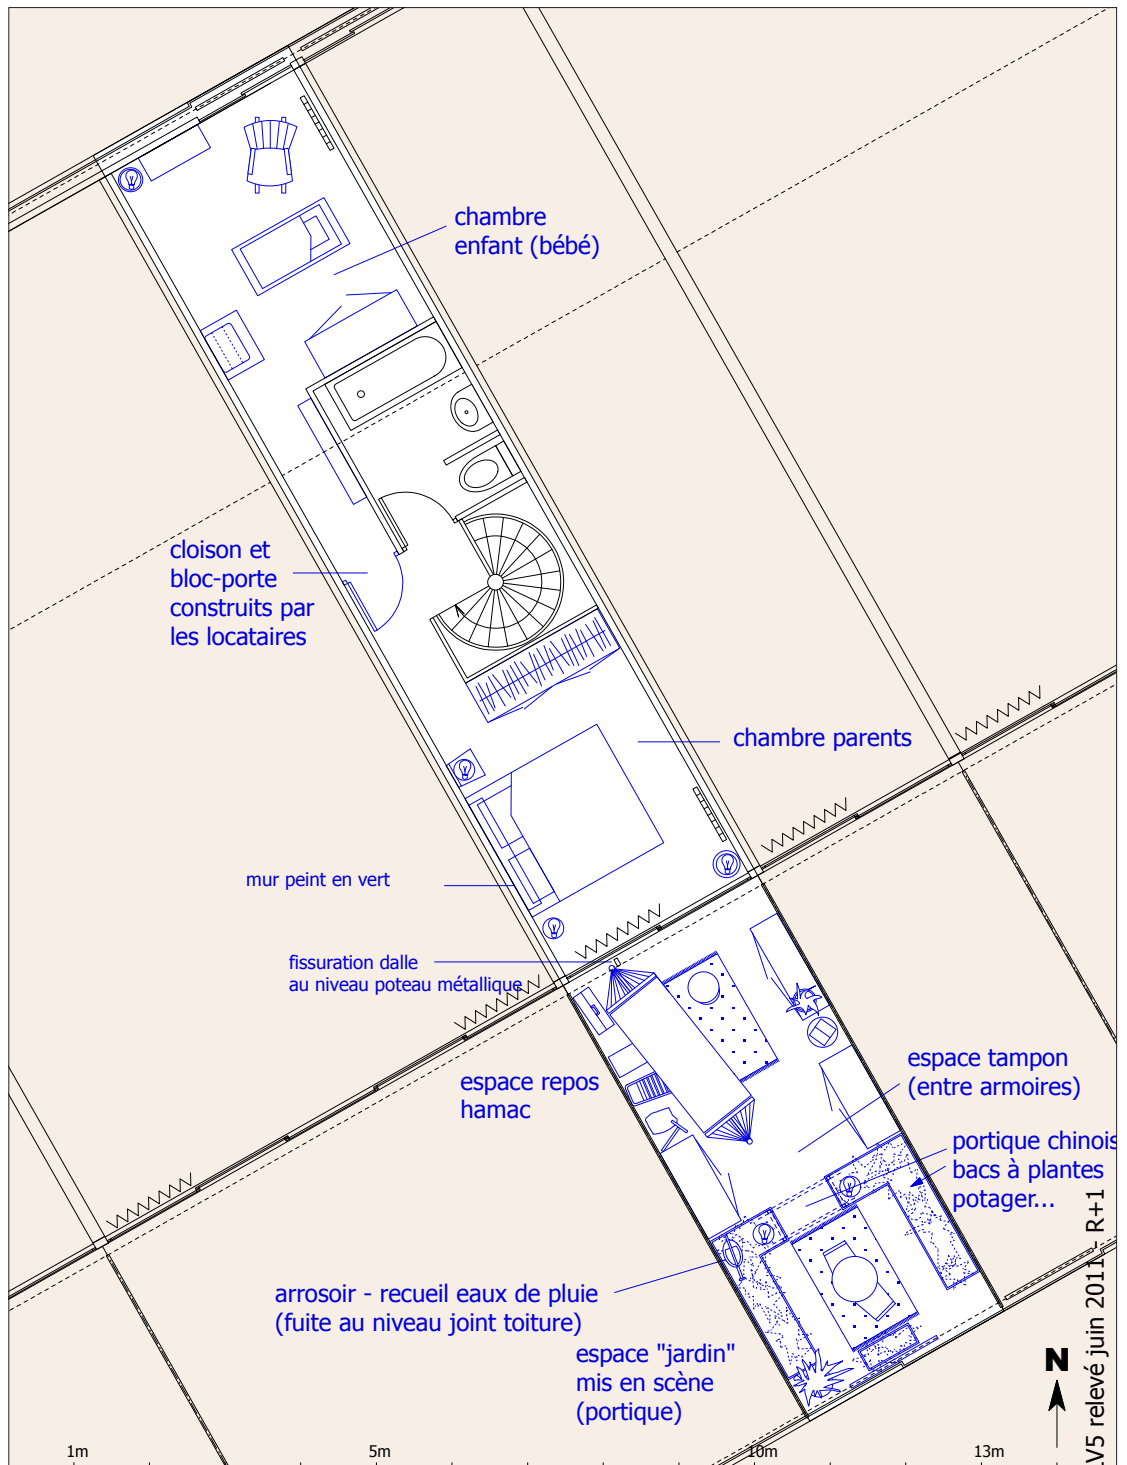 chambre
enfant (bébé)
cloison et
bloc-porte
construits par
les locataires
chambre parents
mur peint en vert
fissuration dalle
au niveau poteau métallique
espace repos
hamac
espace tampon
(entre armoires)
portique chinois
bacs à plantes
potager...
arrosoir - recueil eaux de pluie
(fuite au niveau joint toiture)
espace "jardin"
mis en scène
(portique)
N
LV5 relevé juin 2011 - R+1
1m
5m
10m
13m